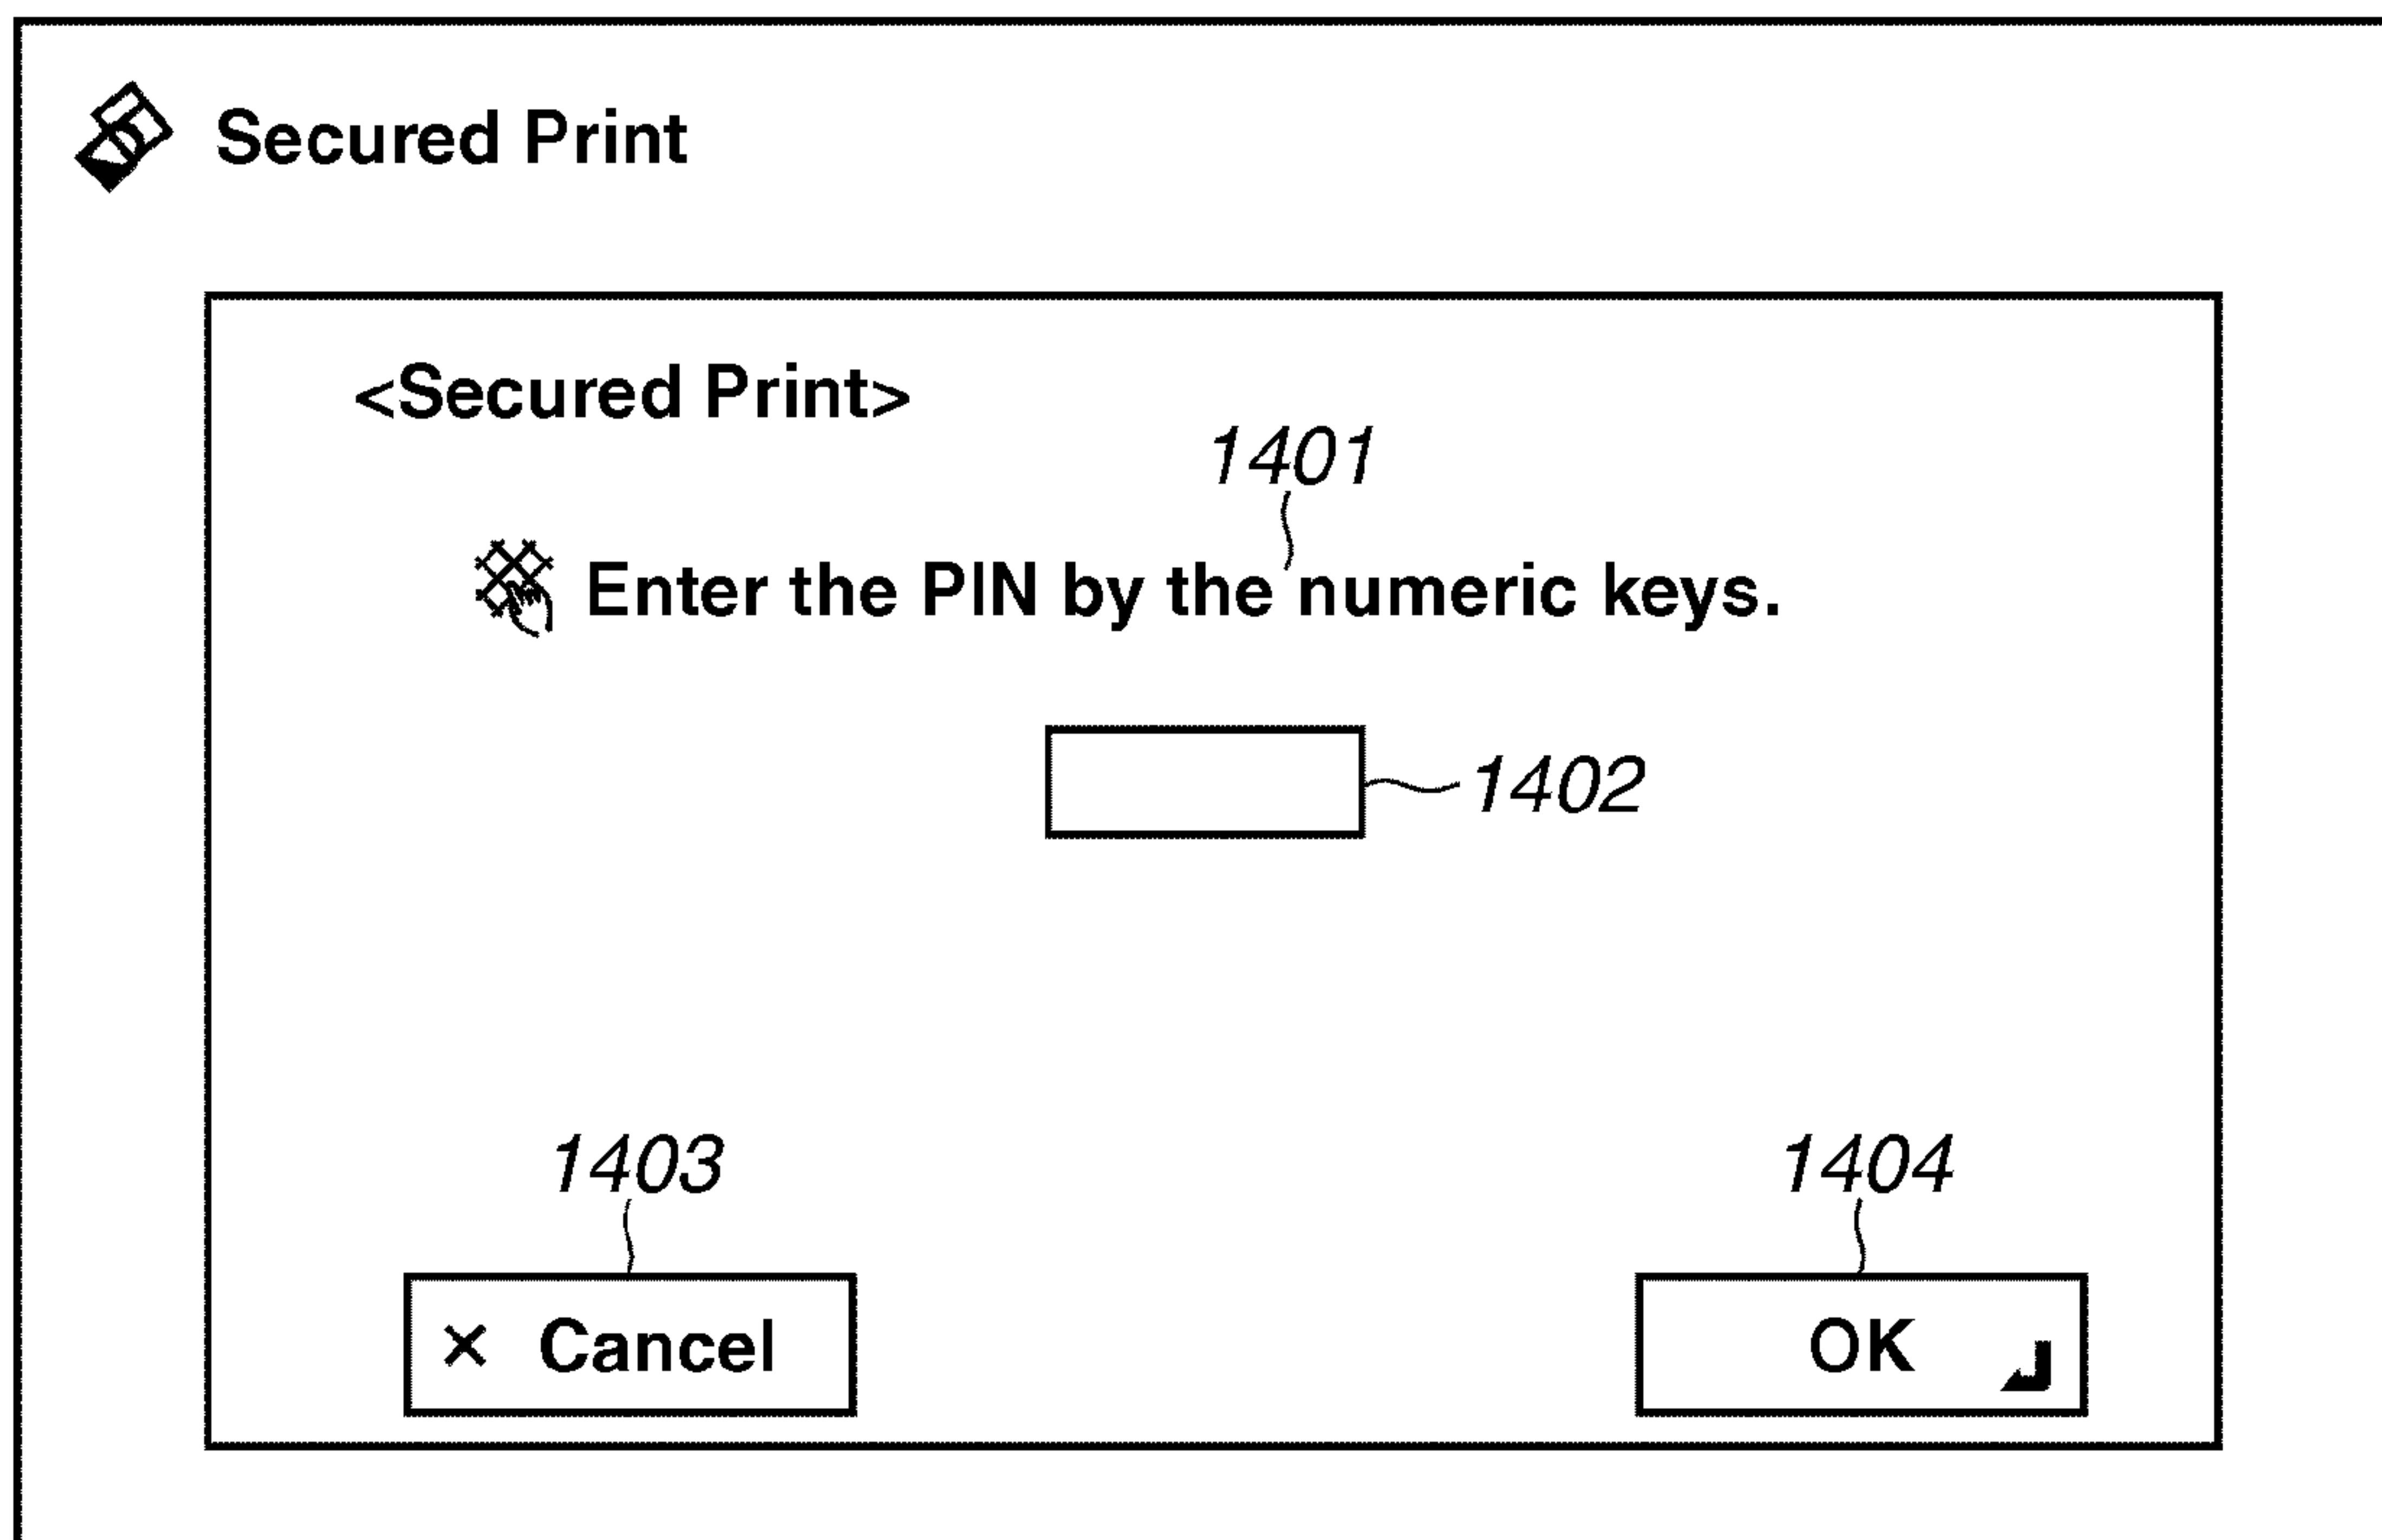 Secured Print
<Secured Print>
1401
Enter the PIN by the numeric keys.
1402
1403
1404
× Cancel
OK